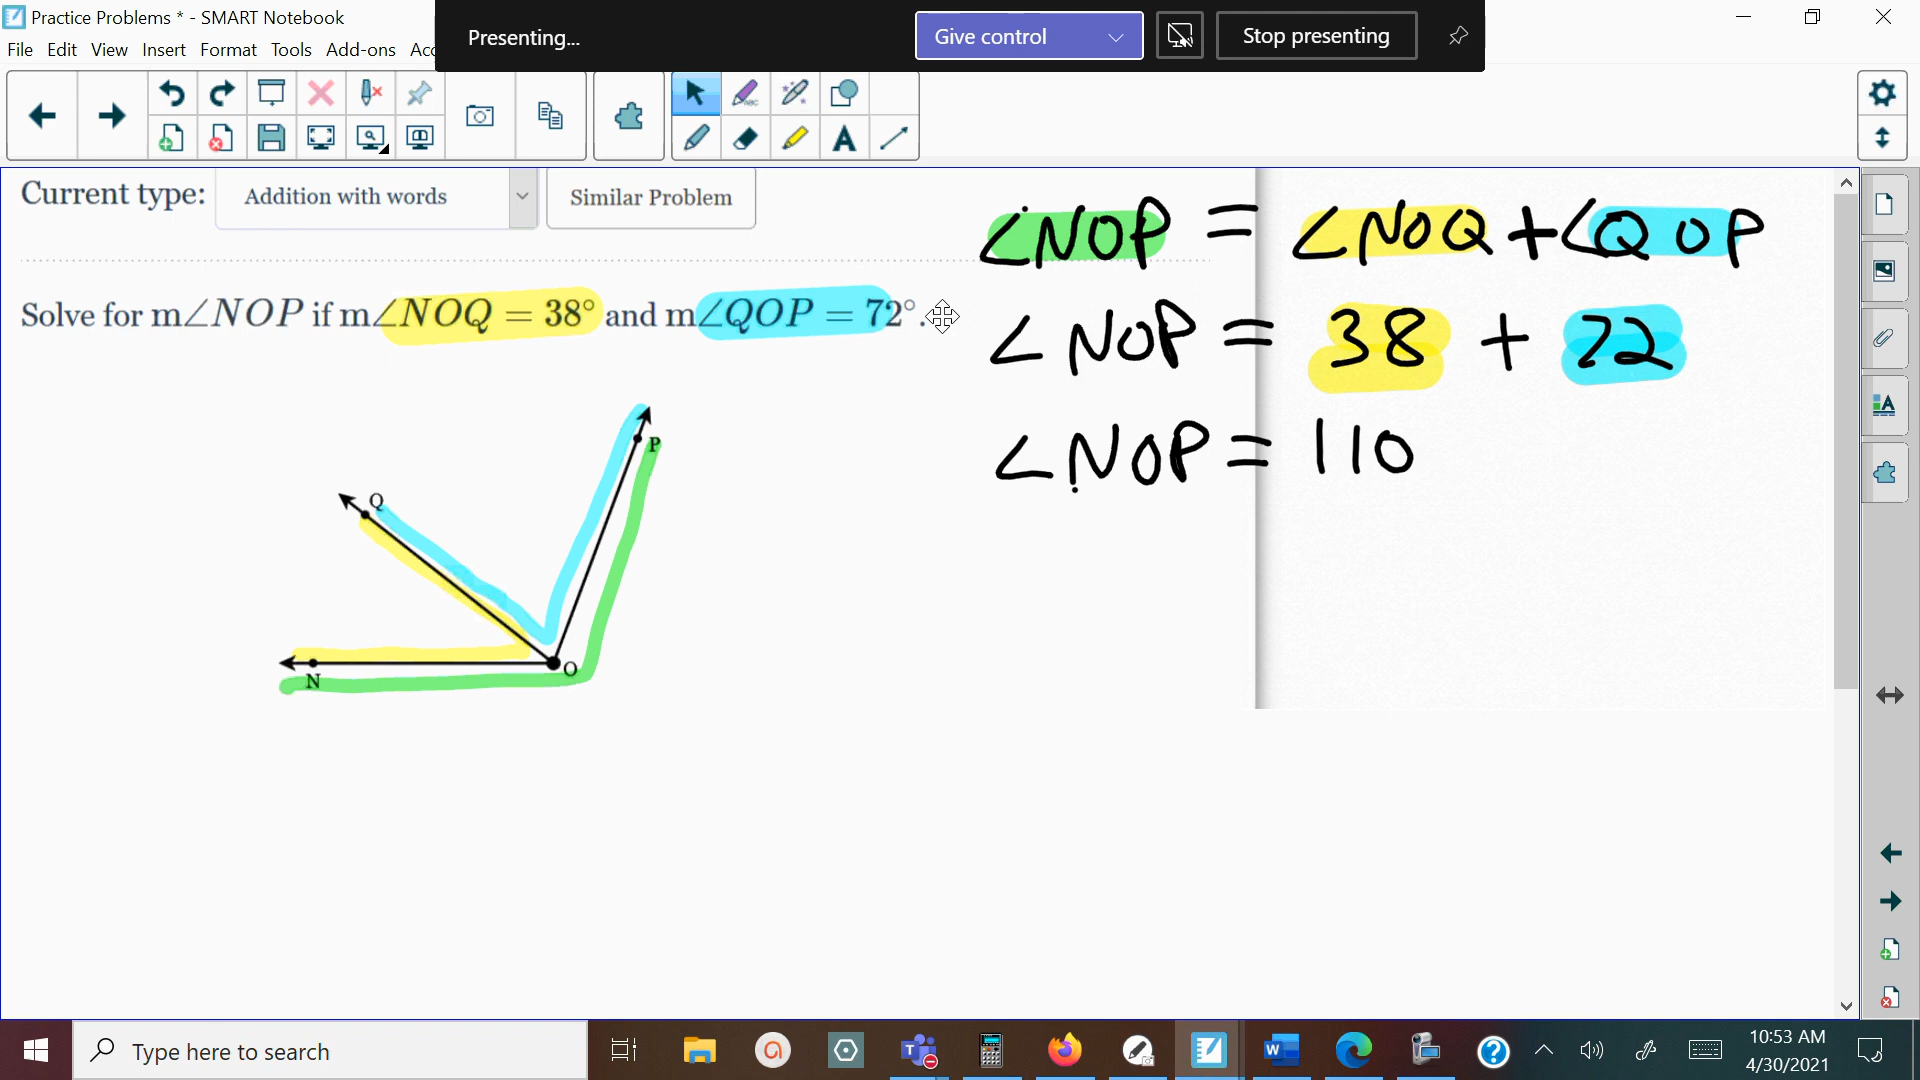 Practice Problems * - SMART Notebook
Presenting...
Give control
Stop presenting
File Edit View Insert Format Tools Add-ons Acc
Current type: Addition with words Similar Problem
∠NOP = ∠NOQ + ∠QOP
Solve for m∠NOP if m∠NOQ = 38° and m∠QOP = 72°.
∠NOP = 38 + 72
∠NOP = 110
P
Q
N
O
Type here to search
10:53 AM
4/30/2021